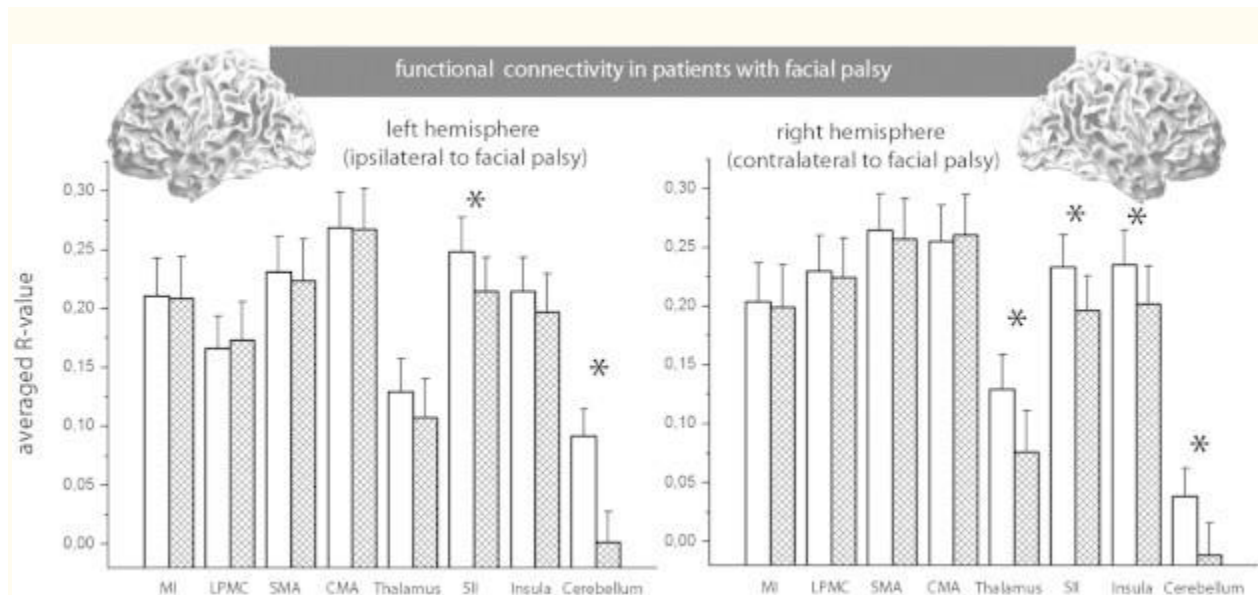 functional connectivity in patients with facial palsy
left hemisphere
(ipsilateral to facial palsy)
right hemisphere
(contralateral to facial palsy)
averaged R-value
0,30
0,25
0,20
0,15
0,10
0,05
0,00
*
*
MI LPMC SMA CMA Thalamus SII Insula Cerebellum
0,30
0,25
0,20
0,15
0,10
0,05
0,00
*
*
*
*
MI LPMC SMA CMA Thalamus SII Insula Cerebellum